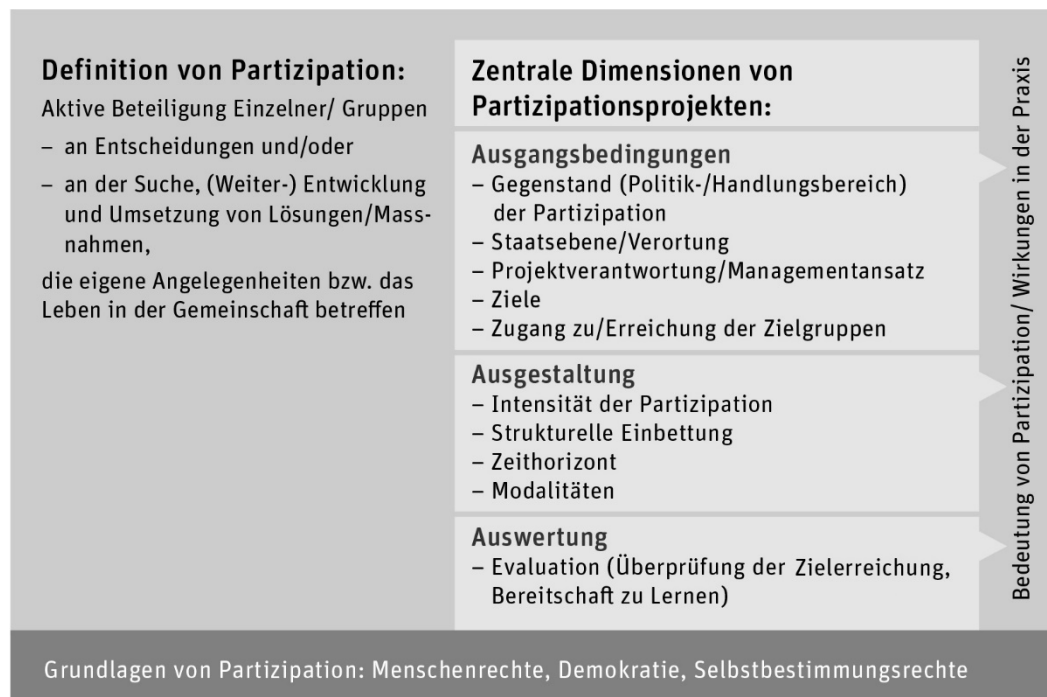 Definition von Partizipation:
Aktive Beteiligung Einzelner/ Gruppen
– an Entscheidungen und/oder
– an der Suche, (Weiter-) Entwicklung
und Umsetzung von Lösungen/Mass-
nahmen,
die eigene Angelegenheiten bzw. das
Leben in der Gemeinschaft betreffen
Zentrale Dimensionen von
Partizipationsprojekten:
Ausgangsbedingungen
– Gegenstand (Politik-/Handlungsbereich)
der Partizipation
– Staatsebene/Verortung
– Projektverantwortung/Managementansatz
– Ziele
– Zugang zu/Erreichung der Zielgruppen
Ausgestaltung
– Intensität der Partizipation
– Strukturelle Einbettung
– Zeithorizont
– Modalitäten
Auswertung
– Evaluation (Überprüfung der Zielerreichung,
Bereitschaft zu Lernen)
Bedeutung von Partizipation/ Wirkungen in der Praxis
Grundlagen von Partizipation: Menschenrechte, Demokratie, Selbstbestimmungsrechte